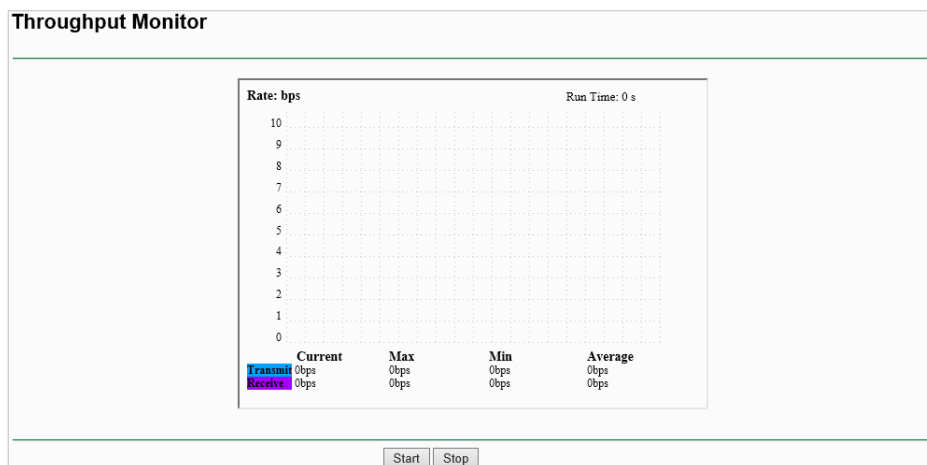 Throughput Monitor
Rate: bps Run Time: 0 s
10
9
8
7
6
5
4
3
2
1
0
Current Max Min Average
Transmit 0bps 0bps 0bps 0bps
Receive 0bps 0bps 0bps 0bps
Start Stop